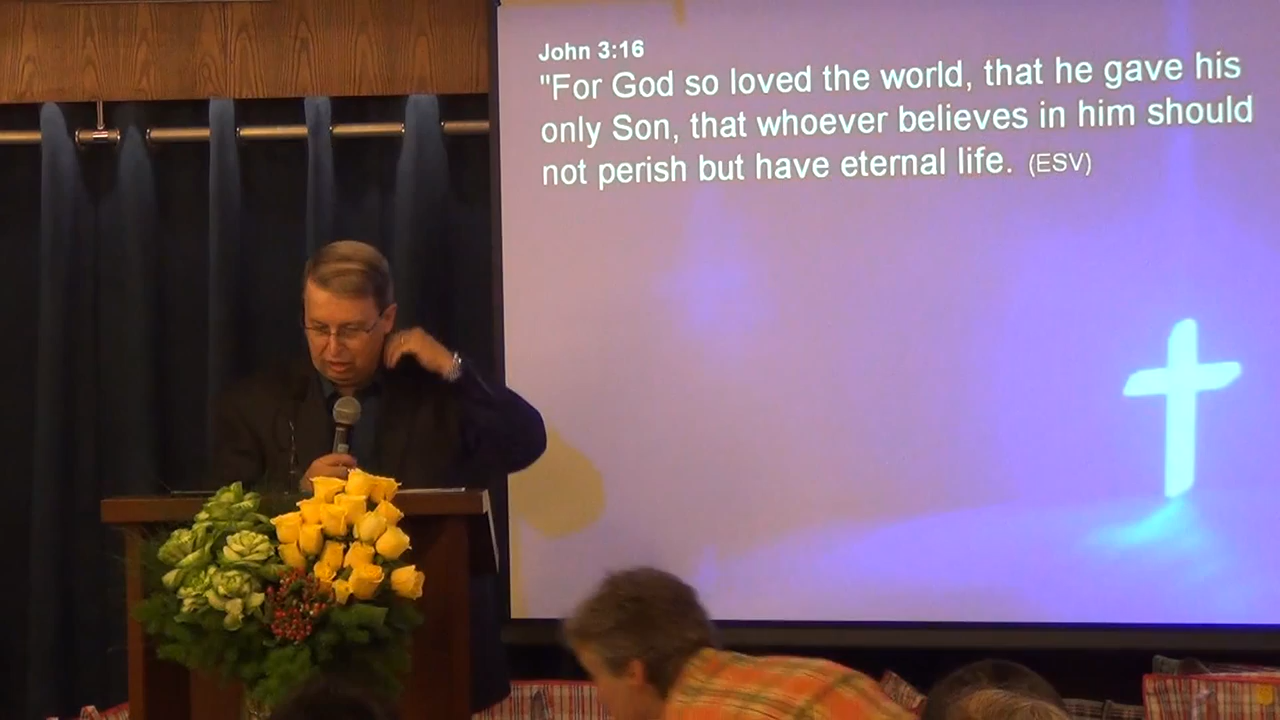 John 3:16
"For God so loved the world, that he gave his
only Son, that whoever believes in him should
not perish but have eternal life. (ESV)